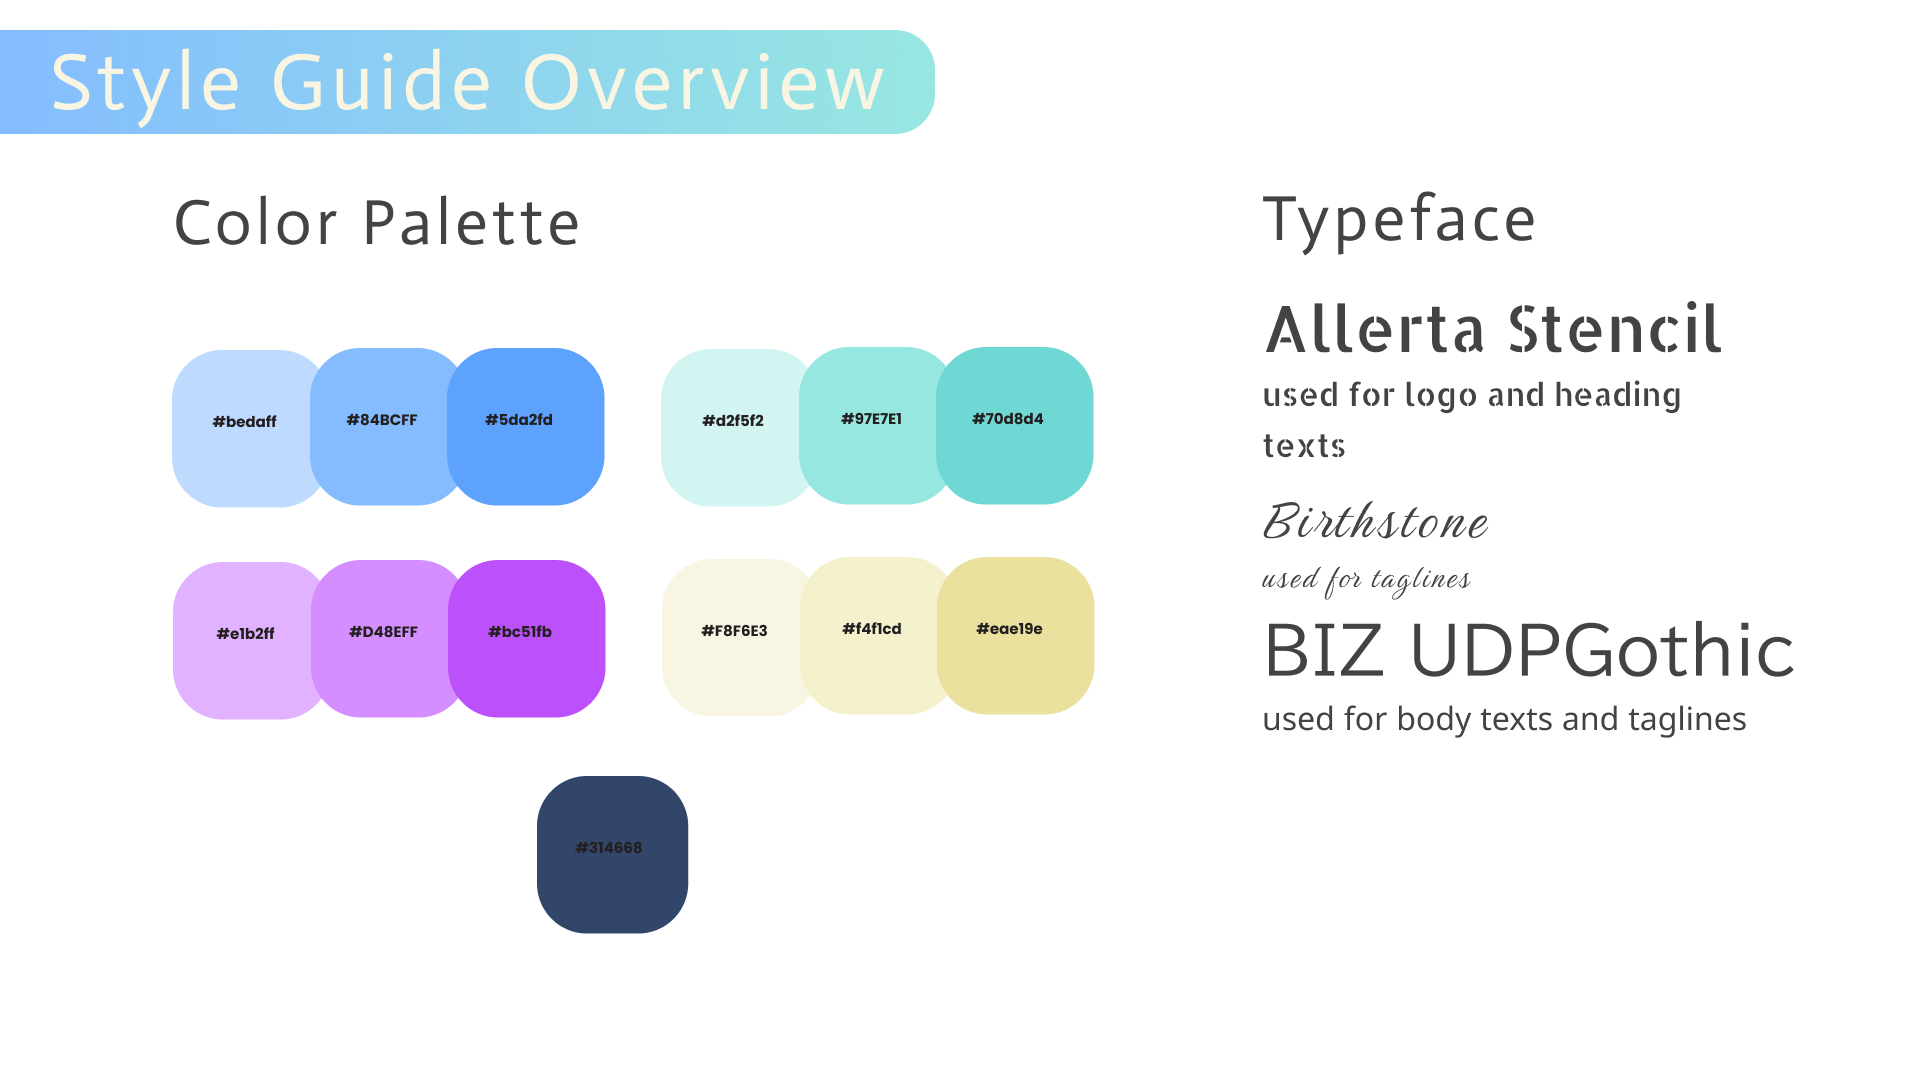 Style Guide Overview
Color Palette
#bedaff
#84BCFF
#5da2fd
#d2f5f2
#97E7E1
#70d8d4
#e1b2ff
#D48EFF
#bc51fb
#F8F6E3
#f4f1cd
#eae19e
#314668
Typeface
Allerta Stencil
used for logo and heading
texts
Birthstone
used for taglines
BIZ UDPGothic
used for body texts and taglines